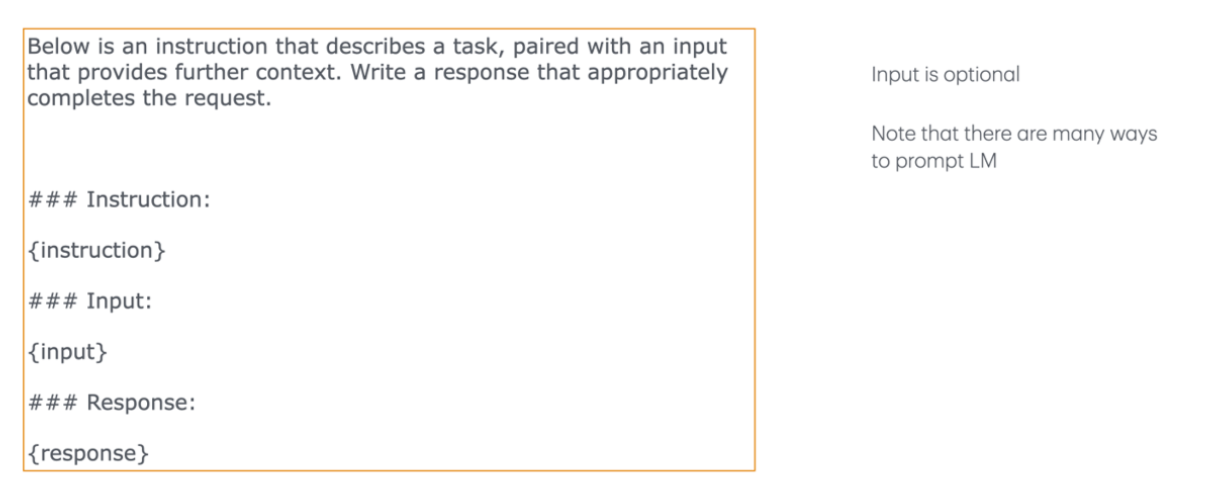 Below is an instruction that describes a task, paired with an input
that provides further context. Write a response that appropriately
completes the request.
### Instruction:
{instruction}
### Input:
{input}
### Response:
{response}
Input is optional
Note that there are many ways
to prompt LM